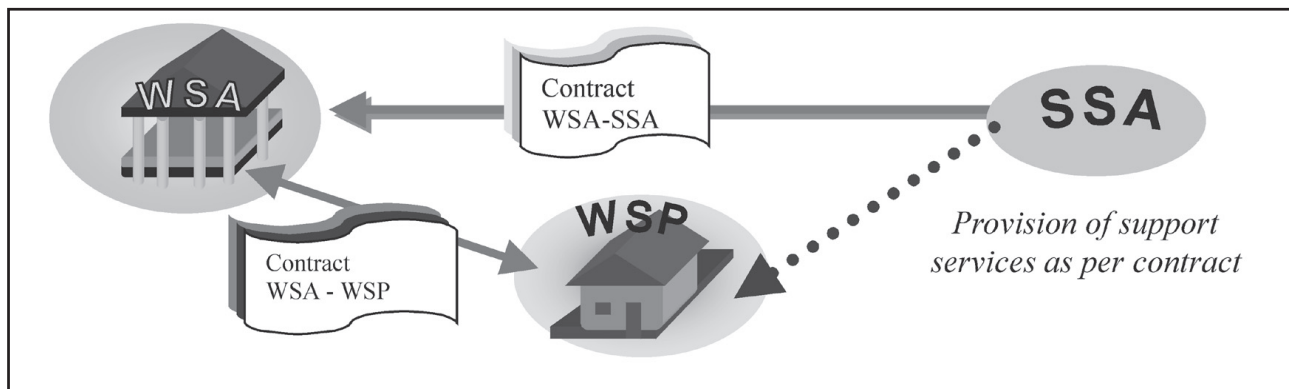 WSA
Contract
WSA-SSA
SSA
WSP
Contract
WSA - WSP
Provision of support
services as per contract